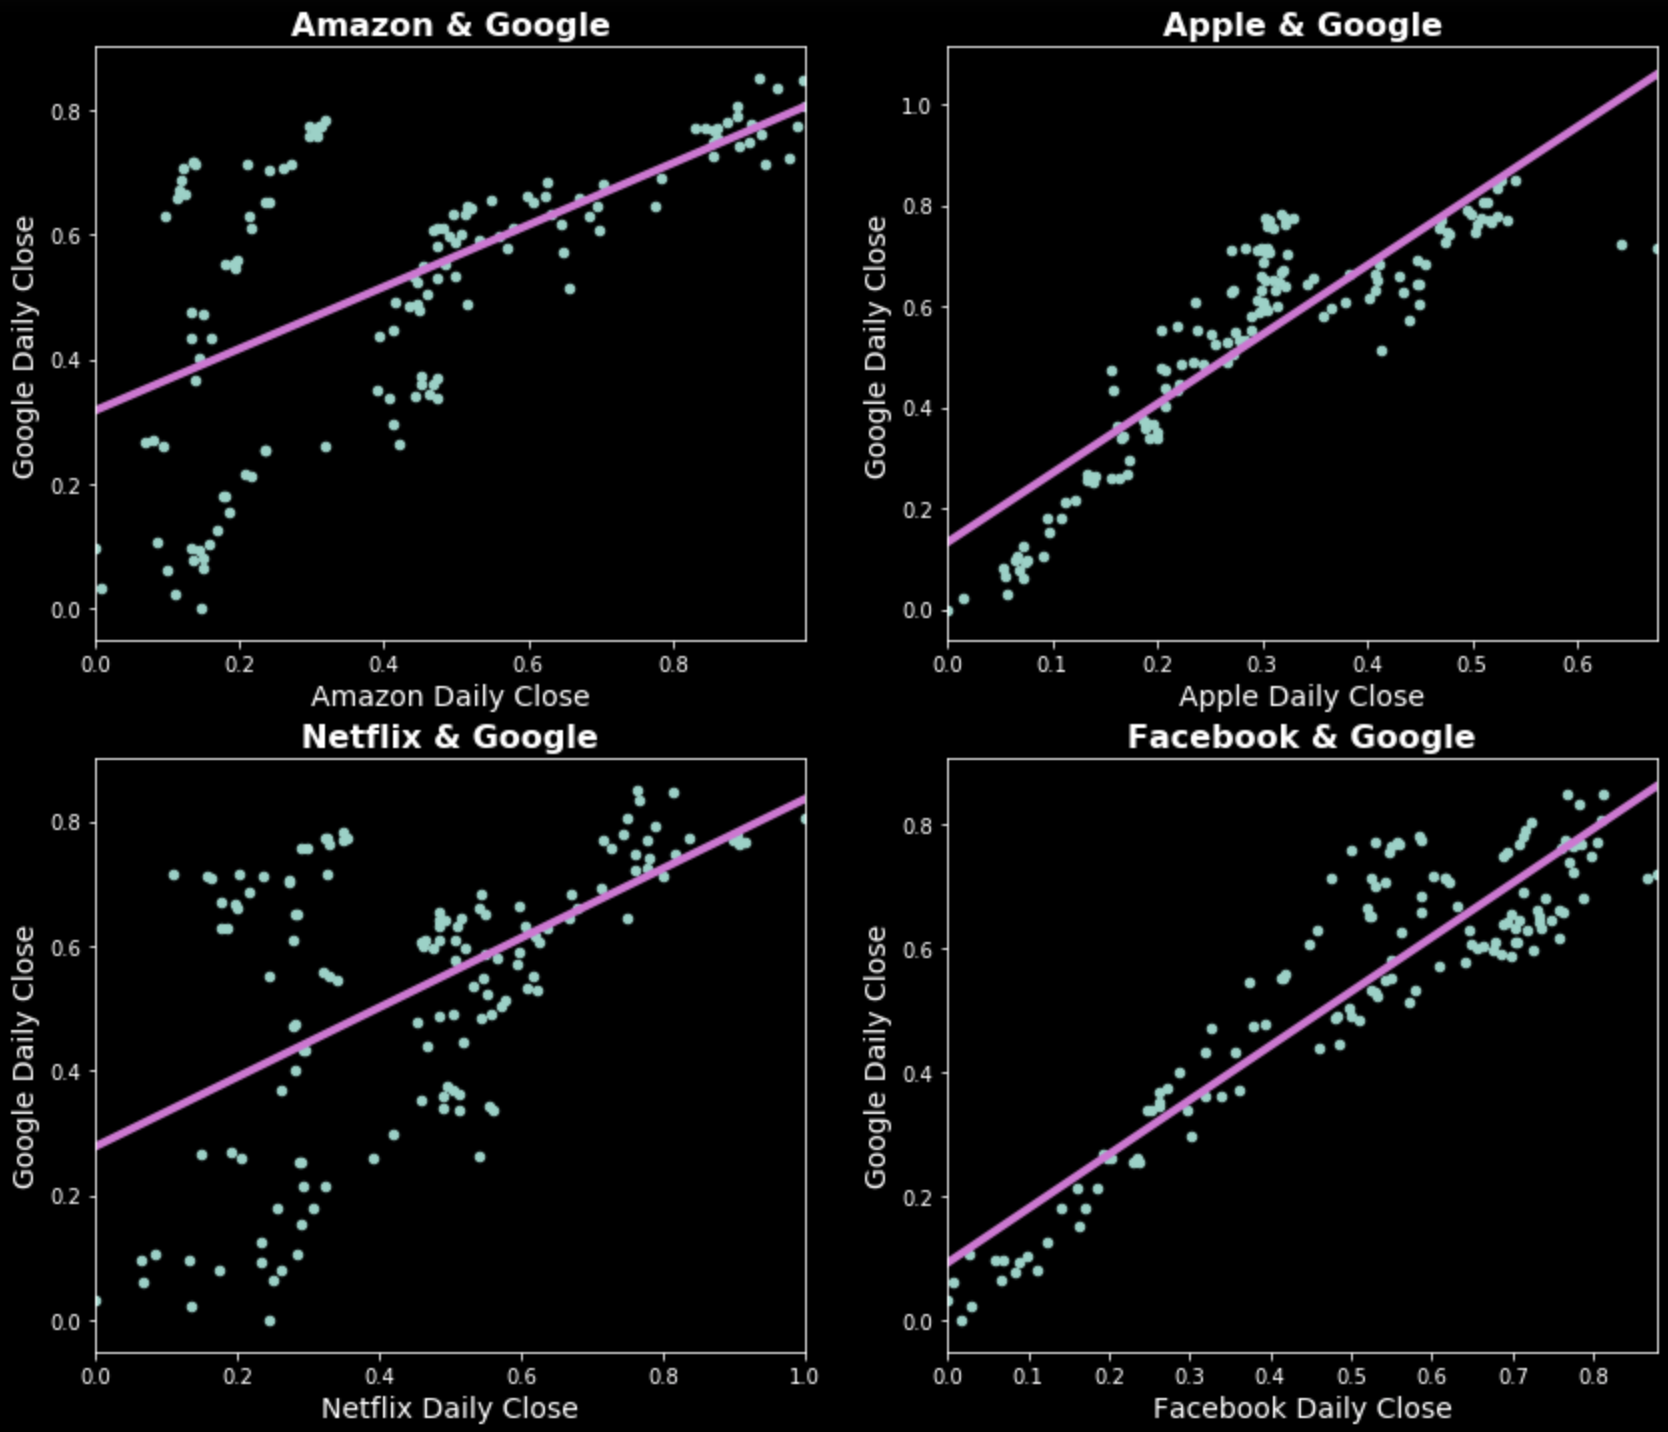 Amazon & Google
Google Daily Close
0.8
0.6
0.4
0.2
0.0
0.0 0.2 0.4 0.6 0.8
Amazon Daily Close
Apple & Google
Google Daily Close
1.0
0.8
0.6
0.4
0.2
0.0
0.0 0.1 0.2 0.3 0.4 0.5 0.6
Apple Daily Close
Netflix & Google
Google Daily Close
0.8
0.6
0.4
0.2
0.0
0.0 0.2 0.4 0.6 0.8 1.0
Netflix Daily Close
Facebook & Google
Google Daily Close
0.8
0.6
0.4
0.2
0.0
0.0 0.1 0.2 0.3 0.4 0.5 0.6 0.7 0.8
Facebook Daily Close